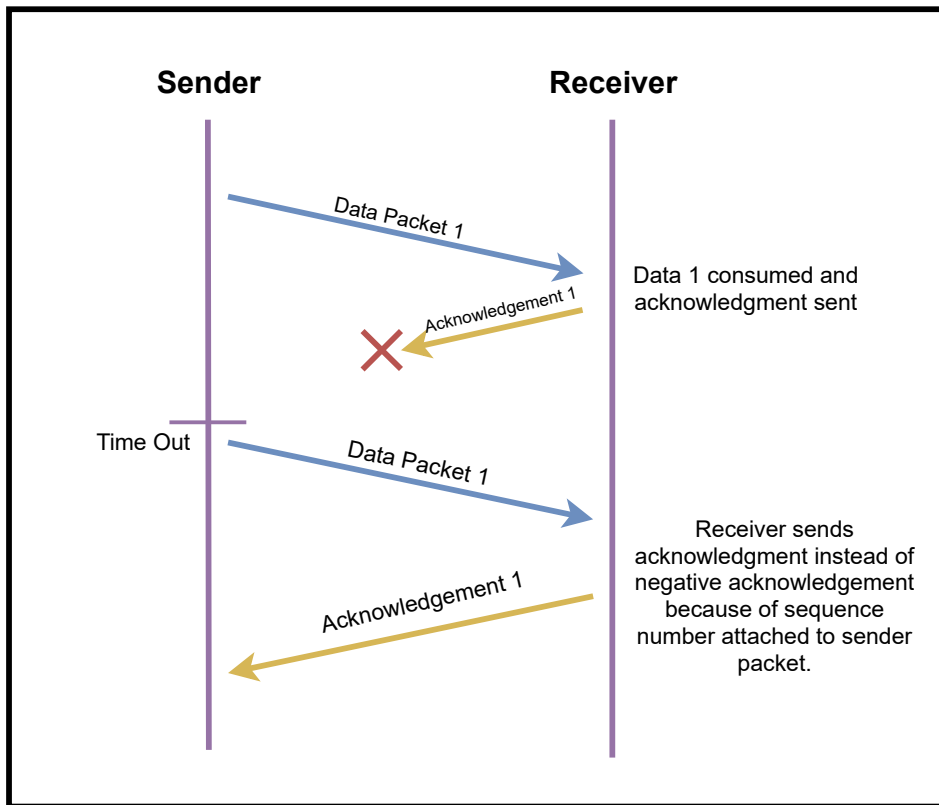 Sender
Receiver
Data Packet 1
Data 1 consumed and
acknowledgment sent
Acknowledgement 1
Time Out
Data Packet 1
Receiver sends
acknowledgment instead of
negative acknowledgement
because of sequence
number attached to sender
packet.
Acknowledgement 1